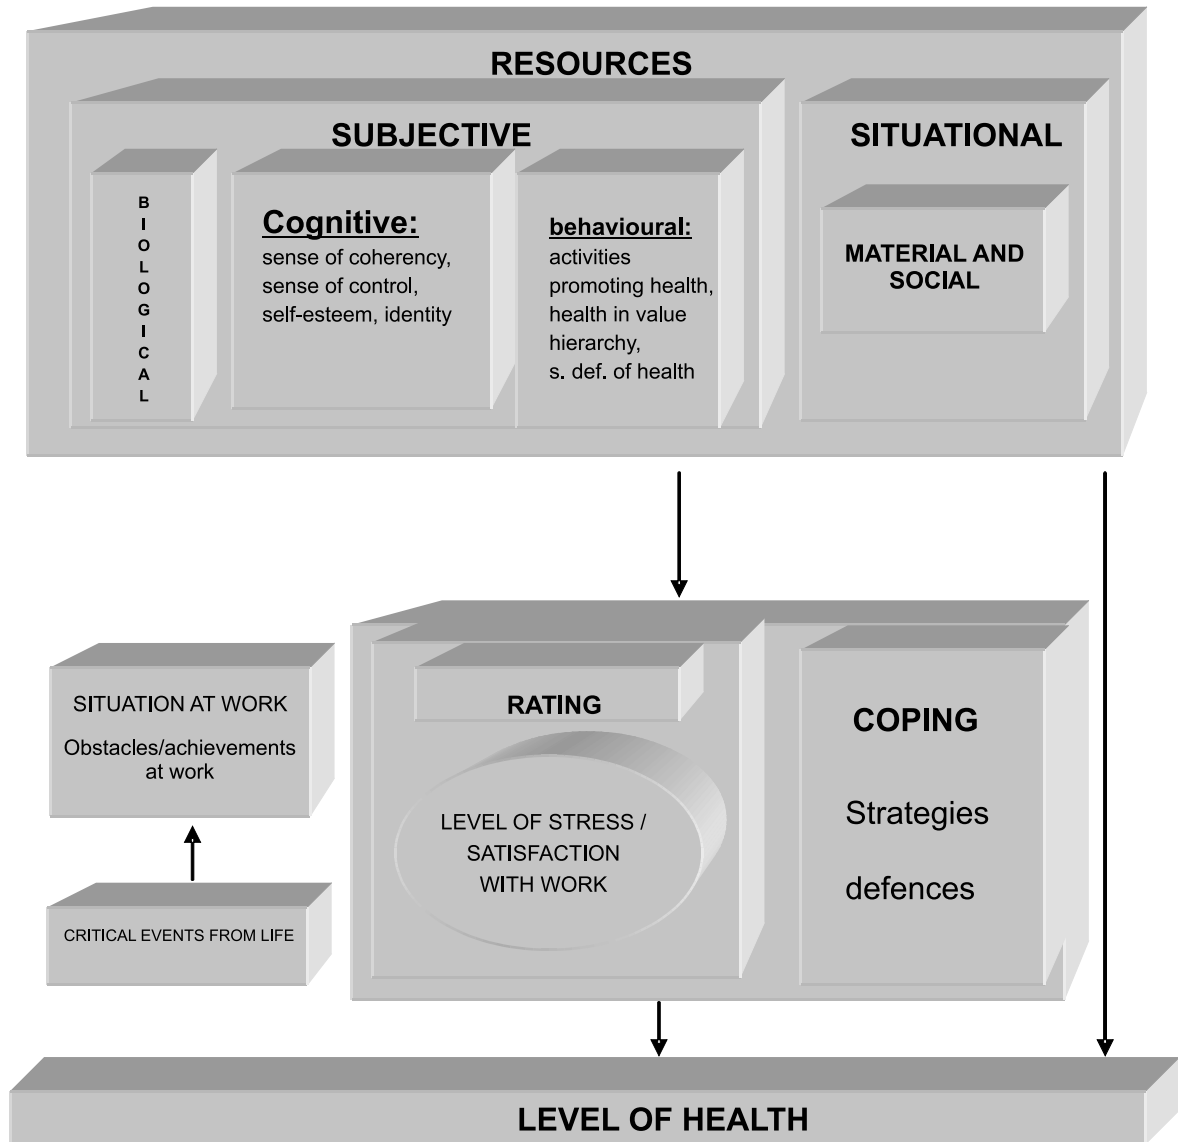 RESOURCES
SUBJECTIVE
BIOLOGICAL
Cognitive:
sense of coherency,
sense of control,
self-esteem, identity
behavioural:
activities
promoting health,
health in value
hierarchy,
s. def. of health
SITUATIONAL
MATERIAL AND
SOCIAL
SITUATION AT WORK
Obstacles/achievements
at work
CRITICAL EVENTS FROM LIFE
RATING
LEVEL OF STRESS /
SATISFACTION
WITH WORK
COPING
Strategies
defences
LEVEL OF HEALTH